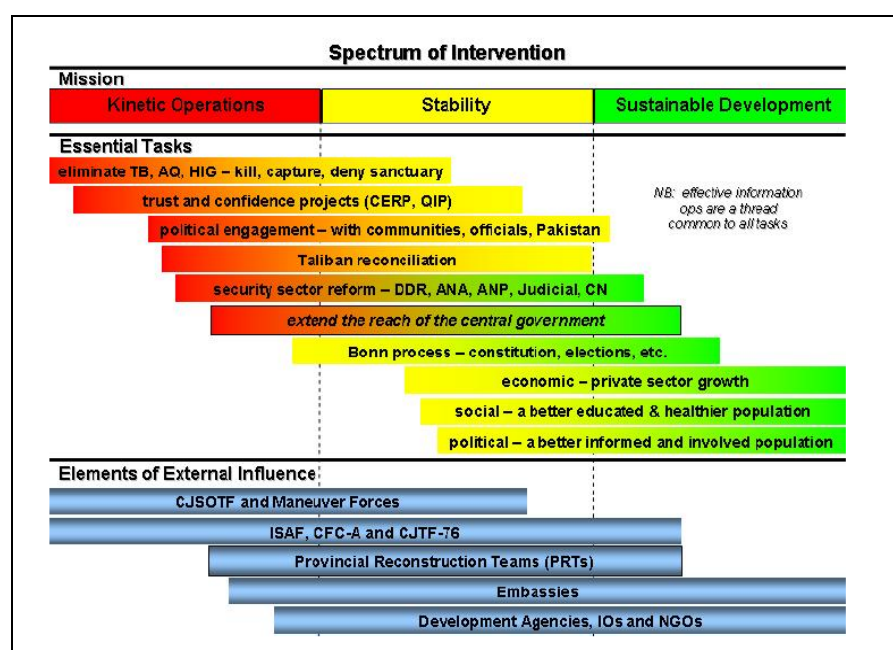 Spectrum of Intervention
Mission
Kinetic Operations
Stability
Sustainable Development
Essential Tasks
eliminate TB, AQ, HIG – kill, capture, deny sanctuary
trust and confidence projects (CERP, QIP)
NB: effective information
ops are a thread
common to all tasks
political engagement – with communities, officials, Pakistan
Taliban reconciliation
security sector reform – DDR, ANA, ANP, Judicial, CN
extend the reach of the central government
Bonn process – constitution, elections, etc.
economic – private sector growth
social – a better educated & healthier population
political – a better informed and involved population
Elements of External Influence
CJSOTF and Maneuver Forces
ISAF, CFC-A and CJTF-76
Provincial Reconstruction Teams (PRTs)
Embassies
Development Agencies, IOs and NGOs